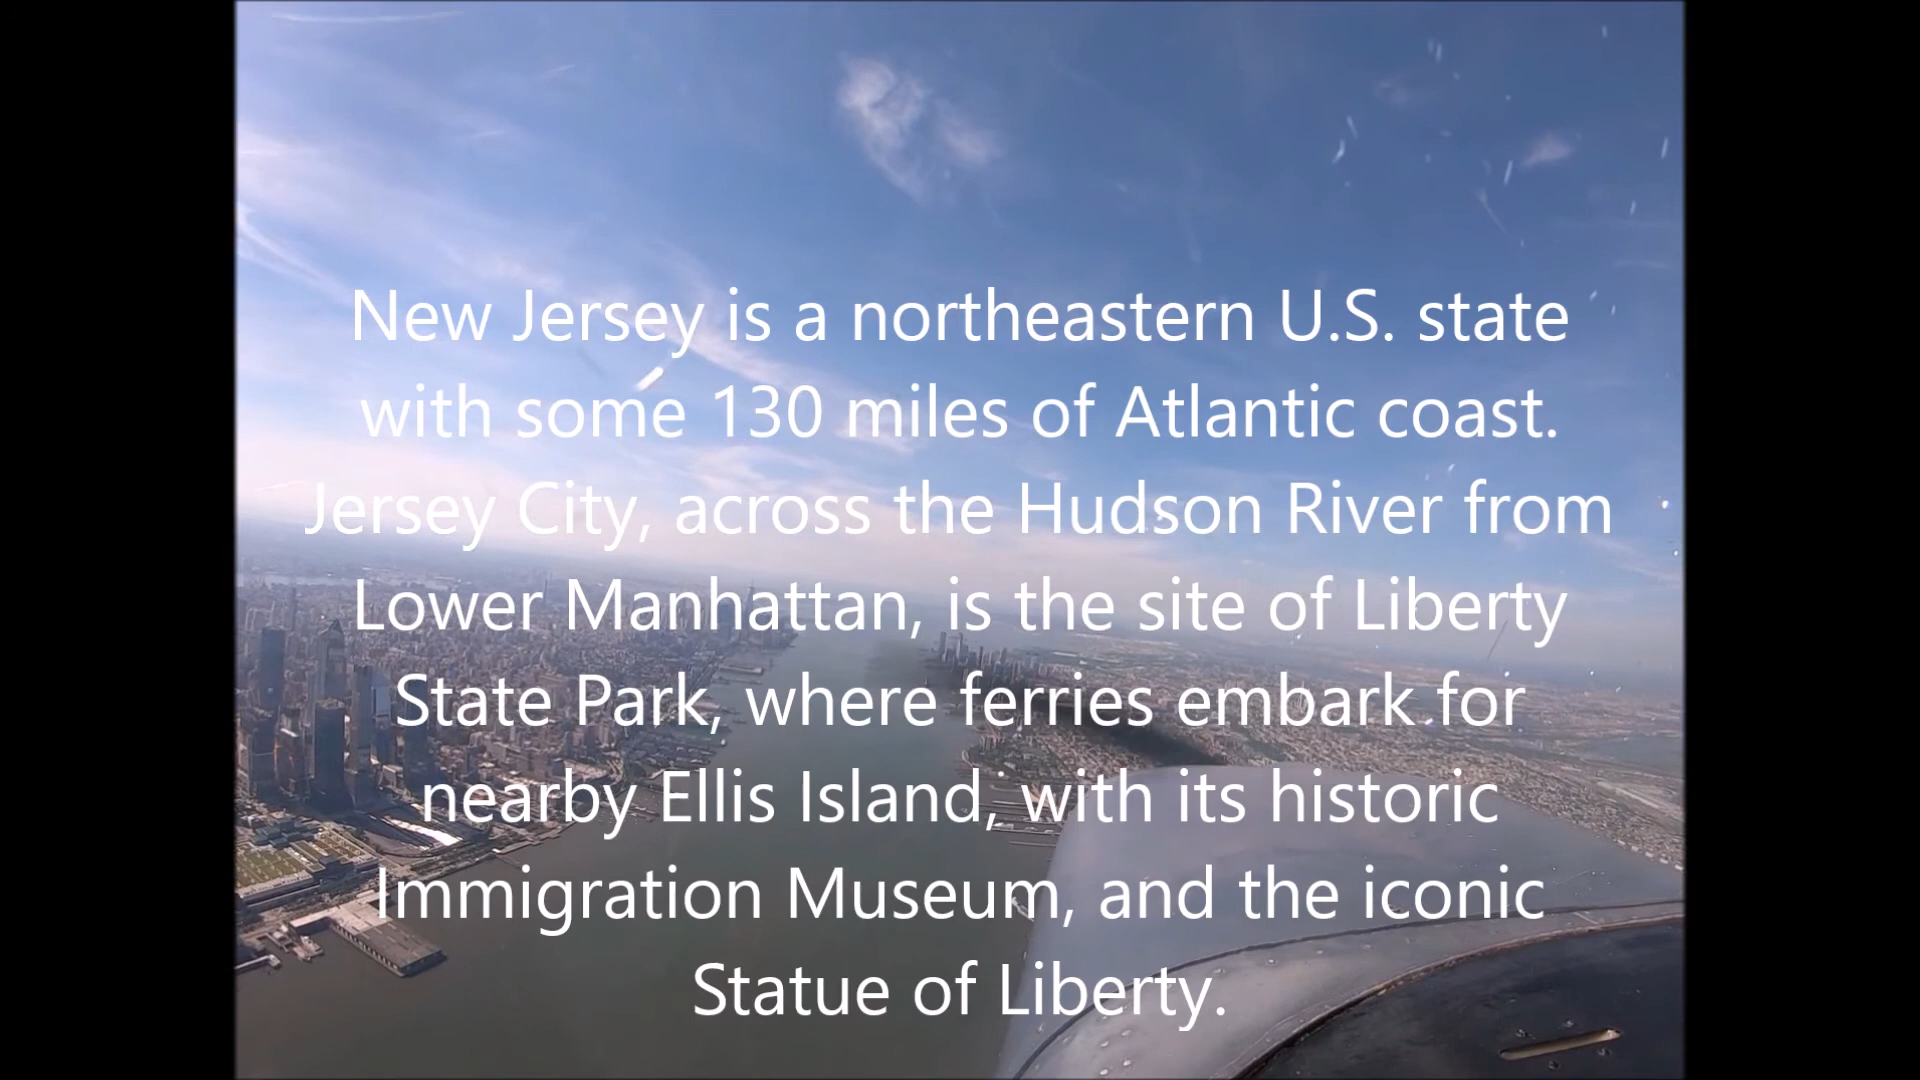 New Jersey is a northeastern U.S. state
with some 130 miles of Atlantic coast.
Jersey City, across the Hudson River from
Lower Manhattan, is the site of Liberty
State Park, where ferries embark for
nearby Ellis Island, with its historic
Immigration Museum, and the iconic
Statue of Liberty.